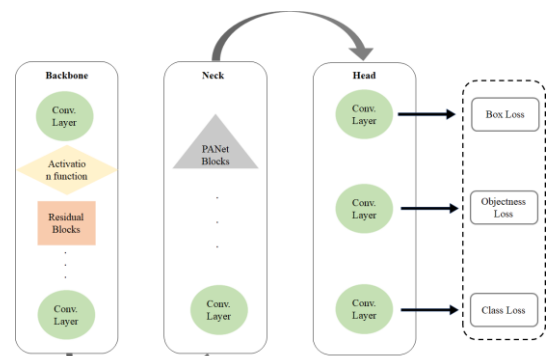 Backbone
Conv.
Layer
Activatio
n function
Residual
Blocks
Conv.
Layer
Neck
PANet
Blocks
Conv.
Layer
Head
Conv.
Layer
Conv.
Layer
Conv.
Layer
Box Loss
Objectness
Loss
Class Loss